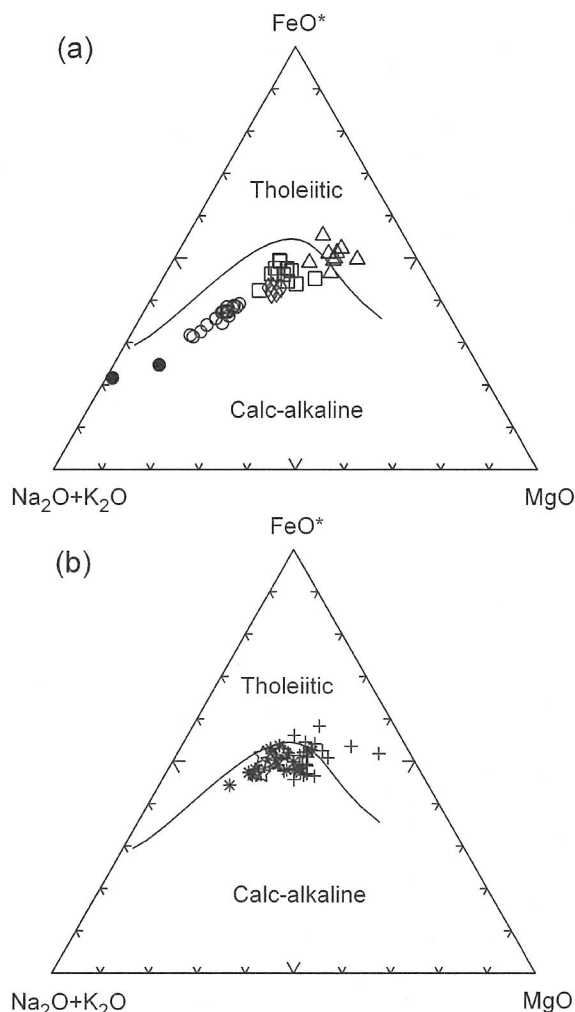 (a)
FeO*
Tholeiitic
Calc-alkaline
Na₂O+K₂O MgO
(b)
FeO*
Tholeiitic
Calc-alkaline
Na₂O+K₂O MgO